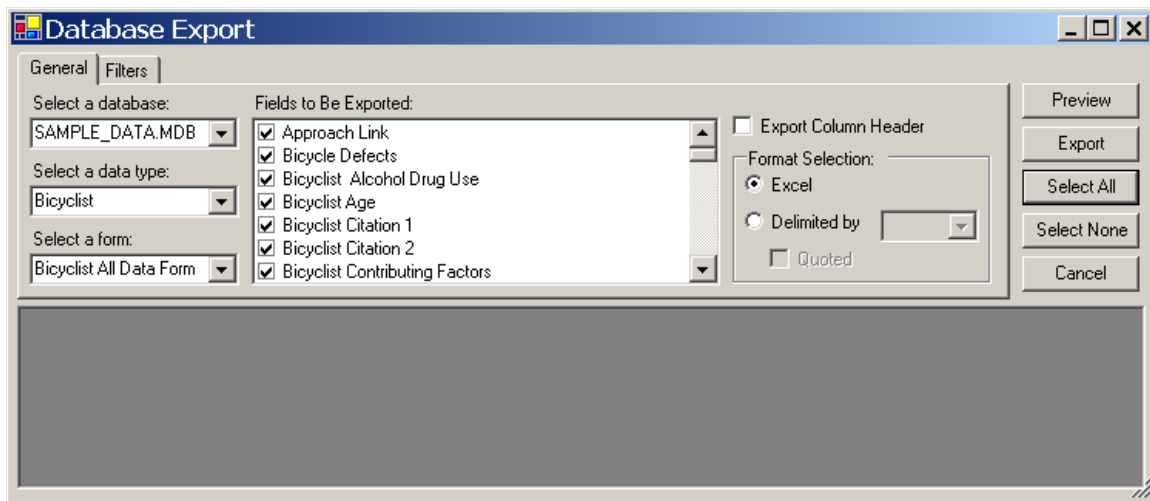 Database Export
General
Filters
Select a database:
SAMPLE_DATA.MDB
Select a data type:
Bicyclist
Select a form:
Bicyclist All Data Form
Fields to Be Exported:
Approach Link
Bicycle Defects
Bicyclist  Alcohol Drug Use
Bicyclist Age
Bicyclist Citation 1
Bicyclist Citation 2
Bicyclist Contributing Factors
Export Column Header
Format Selection:
Excel
Delimited by
Quoted
Preview
Export
Select All
Select None
Cancel